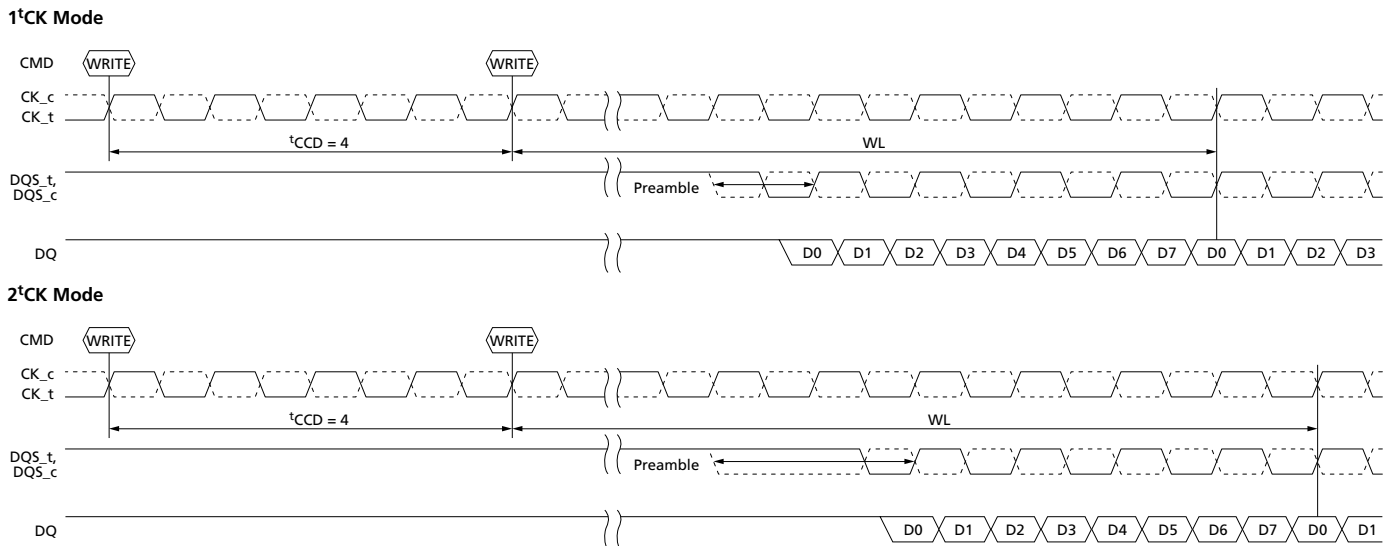 1tCK Mode
CMD WRITE WRITE
CK_c
CK_t
tCCD = 4 WL
DQS_t,
DQS_c
Preamble
DQ D0 D1 D2 D3 D4 D5 D6 D7 D0 D1 D2 D3
2tCK Mode
CMD WRITE WRITE
CK_c
CK_t
tCCD = 4 WL
DQS_t,
DQS_c
Preamble
DQ D0 D1 D2 D3 D4 D5 D6 D7 D0 D1